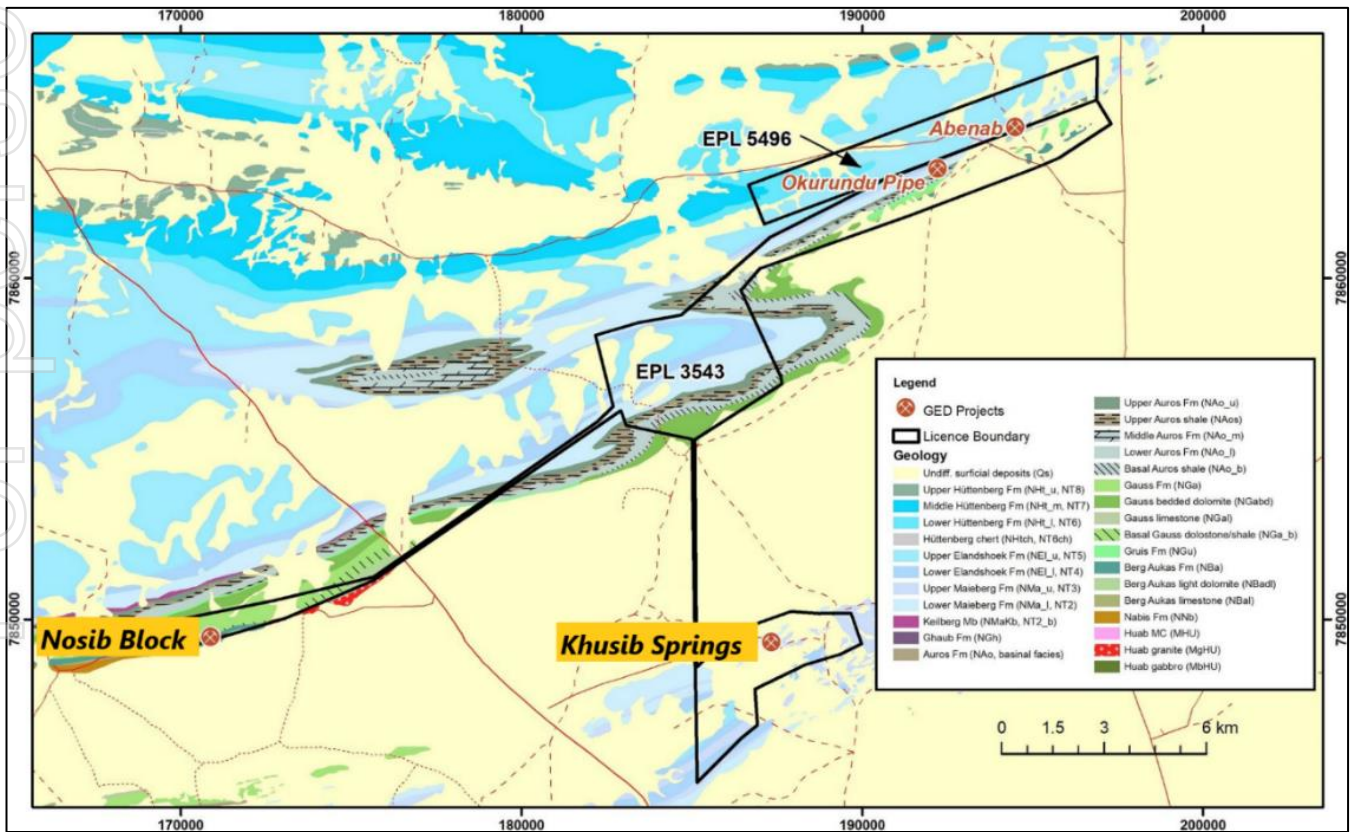 170000
180000
190000
200000
Abenab
EPL 5496
Okurundu Pipe
7860000
7860000
EPL 3543
Nosib Block
Khusib Springs
7850000
7850000
Legend
GED Projects
Licence Boundary
Geology
Undiff. surficial deposits (Qs)
Upper Hüttenberg Fm (NHt_u, NT8)
Middle Hüttenberg Fm (NHt_m, NT7)
Lower Hüttenberg Fm (NHt_l, NT6)
Hüttenberg chert (NHtch, NT6ch)
Upper Elandshoek Fm (NEl_u, NT5)
Lower Elandshoek Fm (NEl_l, NT4)
Upper Maieberg Fm (NMa_u, NT3)
Lower Maieberg Fm (NMa_l, NT2)
Keilberg Mb (NMaKb, NT2_b)
Ghaub Fm (NGh)
Auros Fm (NAo, basinal facies)
Upper Auros Fm (NAo_u)
Upper Auros shale (NAos)
Middle Auros Fm (NAo_m)
Lower Auros Fm (NAo_l)
Basal Auros shale (NAo_b)
Gauss Fm (NGa)
Gauss bedded dolomite (NGabd)
Gauss limestone (NGal)
Basal Gauss dolostone/shale (NGa_b)
Gruis Fm (NGu)
Berg Aukas Fm (NBa)
Berg Aukas light dolomite (NBadl)
Berg Aukas limestone (NBal)
Nabis Fm (NNb)
Huab MC (MHU)
Huab granite (MgHU)
Huab gabbro (MbHU)
0 1.5 3 6 km
170000
180000
190000
200000